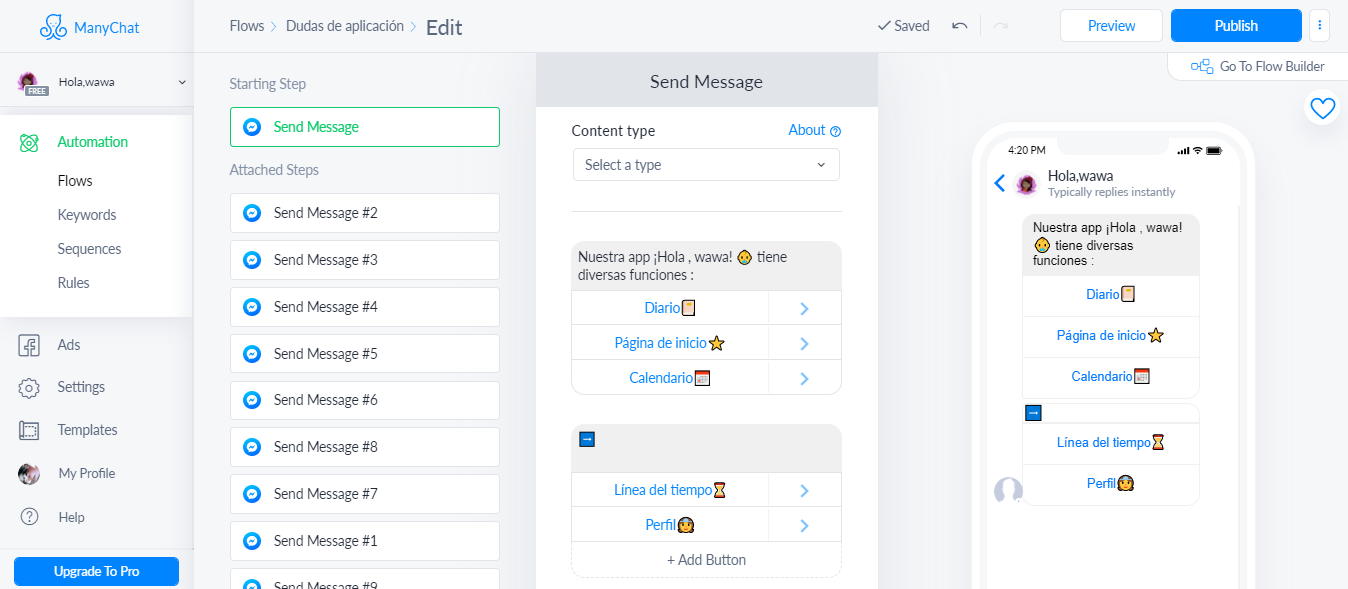 ManyChat
Flows
Dudas de aplicación
Edit
Saved
Preview
Publish
Go To Flow Builder
Hola,wawa
FREE
Automation
Flows
Keywords
Sequences
Rules
Ads
Settings
Templates
My Profile
Help
Upgrade To Pro
Starting Step
Send Message
Attached Steps
Send Message #2
Send Message #3
Send Message #4
Send Message #5
Send Message #6
Send Message #8
Send Message #7
Send Message #1
Send Message #9
Send Message
Content type
About
Select a type
Nuestra app ¡Hola , wawa! 👴 tiene
diversas funciones :
Diario
Página de inicio⭐
Calendario📅
➡
Línea del tiempo⌛
Perfil👩
+ Add Button
4:20 PM
Hola,wawa
Typically replies instantly
Nuestra app ¡Hola , wawa!
👴 tiene diversas
funciones :
Diario
Página de inicio⭐
Calendario📅
➡
Línea del tiempo⌛
Perfil👩